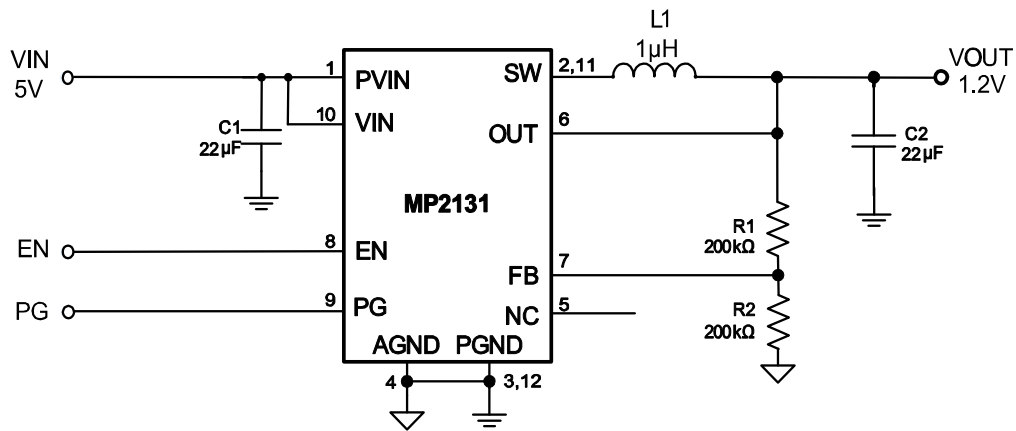 L1
1µH
VIN
5V
1
PVIN
SW
2,11
VOUT
1.2V
10
VIN
C1
22µF
OUT
6
C2
22µF
MP2131
R1
200kΩ
EN
8
EN
FB
7
PG
9
PG
NC
5
R2
200kΩ
AGND
PGND
4
3,12